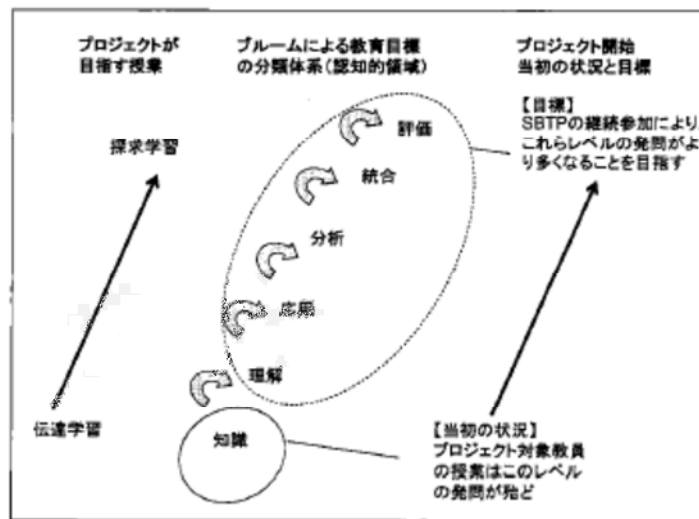 プロジェクトが
目指す授業
ブルームによる教育目標
の分類体系(認知的領域)
プロジェクト開始
当初の状況と目標
【目標】
SBTPの継続参加により
これらレベルの発問がよ
り多くなることを目指す
探求学習
伝達学習
評価
統合
分析
応用
理解
知識
【当初の状況】
プロジェクト対象教員
の授業はこのレベル
の発問が殆ど